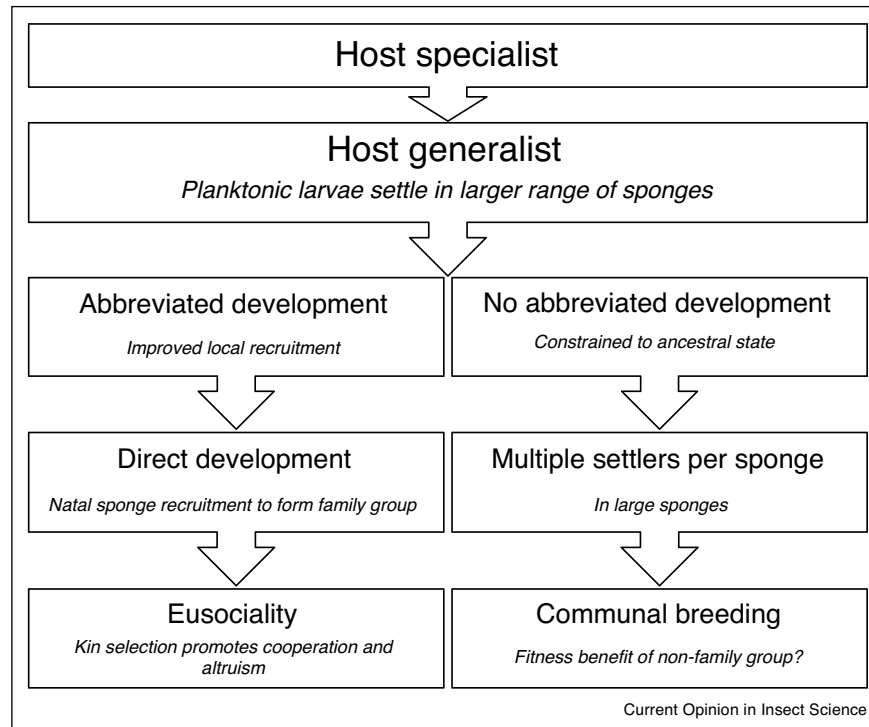 Host specialist
Host generalist
Planktonic larvae settle in larger range of sponges
Abbreviated development
Improved local recruitment
No abbreviated development
Constrained to ancestral state
Direct development
Natal sponge recruitment to form family group
Multiple settlers per sponge
In large sponges
Eusociality
Kin selection promotes cooperation and
altruism
Communal breeding
Fitness benefit of non-family group?
Current Opinion in Insect Science